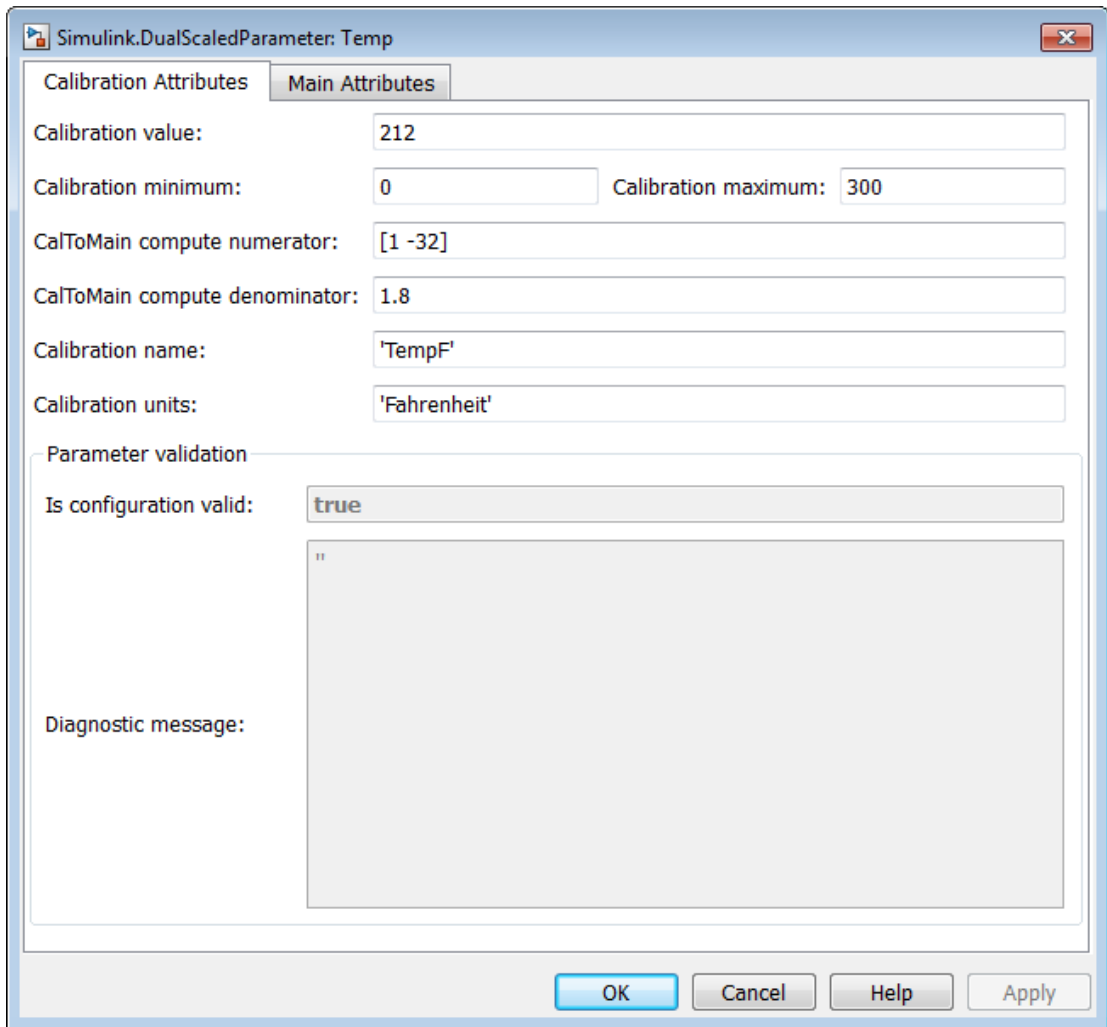 Simulink.DualScaledParameter: Temp
Calibration Attributes Main Attributes
Calibration value: 212
Calibration minimum: 0 Calibration maximum: 300
CalToMain compute numerator: [1 -32]
CalToMain compute denominator: 1.8
Calibration name: 'TempF'
Calibration units: 'Fahrenheit'
Parameter validation
Is configuration valid: true
''
Diagnostic message:
OK Cancel Help Apply